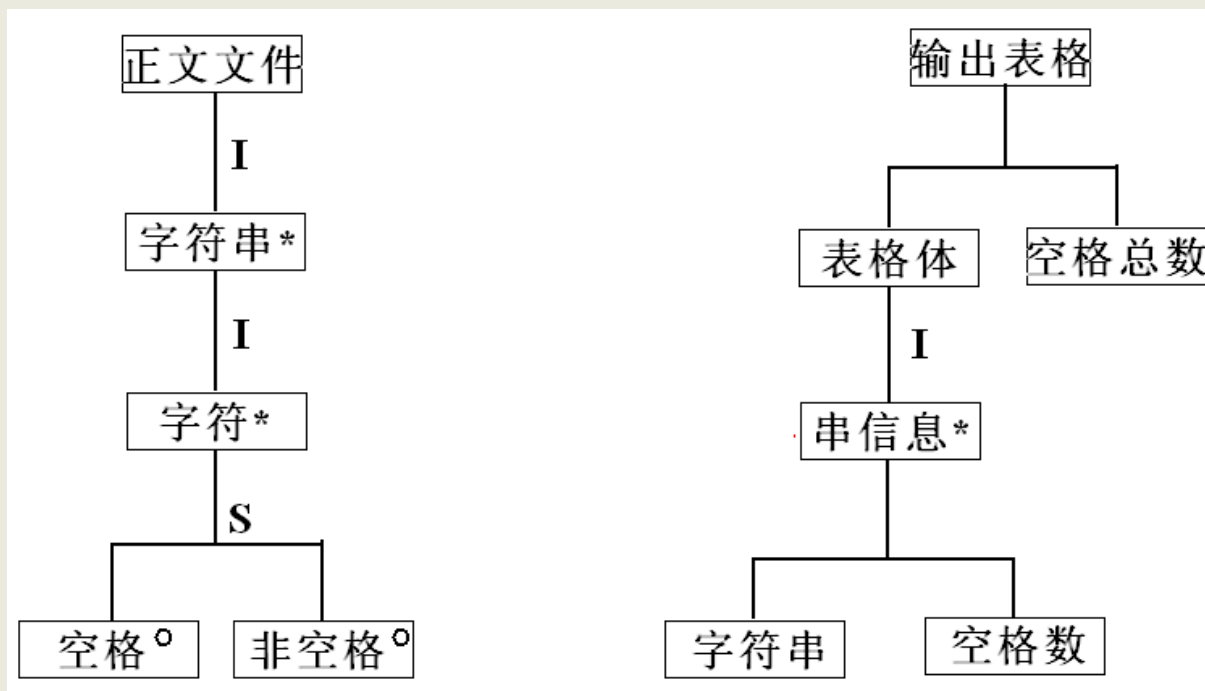 正文文件
I
字符串*
I
字符*
S
空格○
非空格○
输出表格
表格体
空格总数
I
串信息*
字符串
空格数